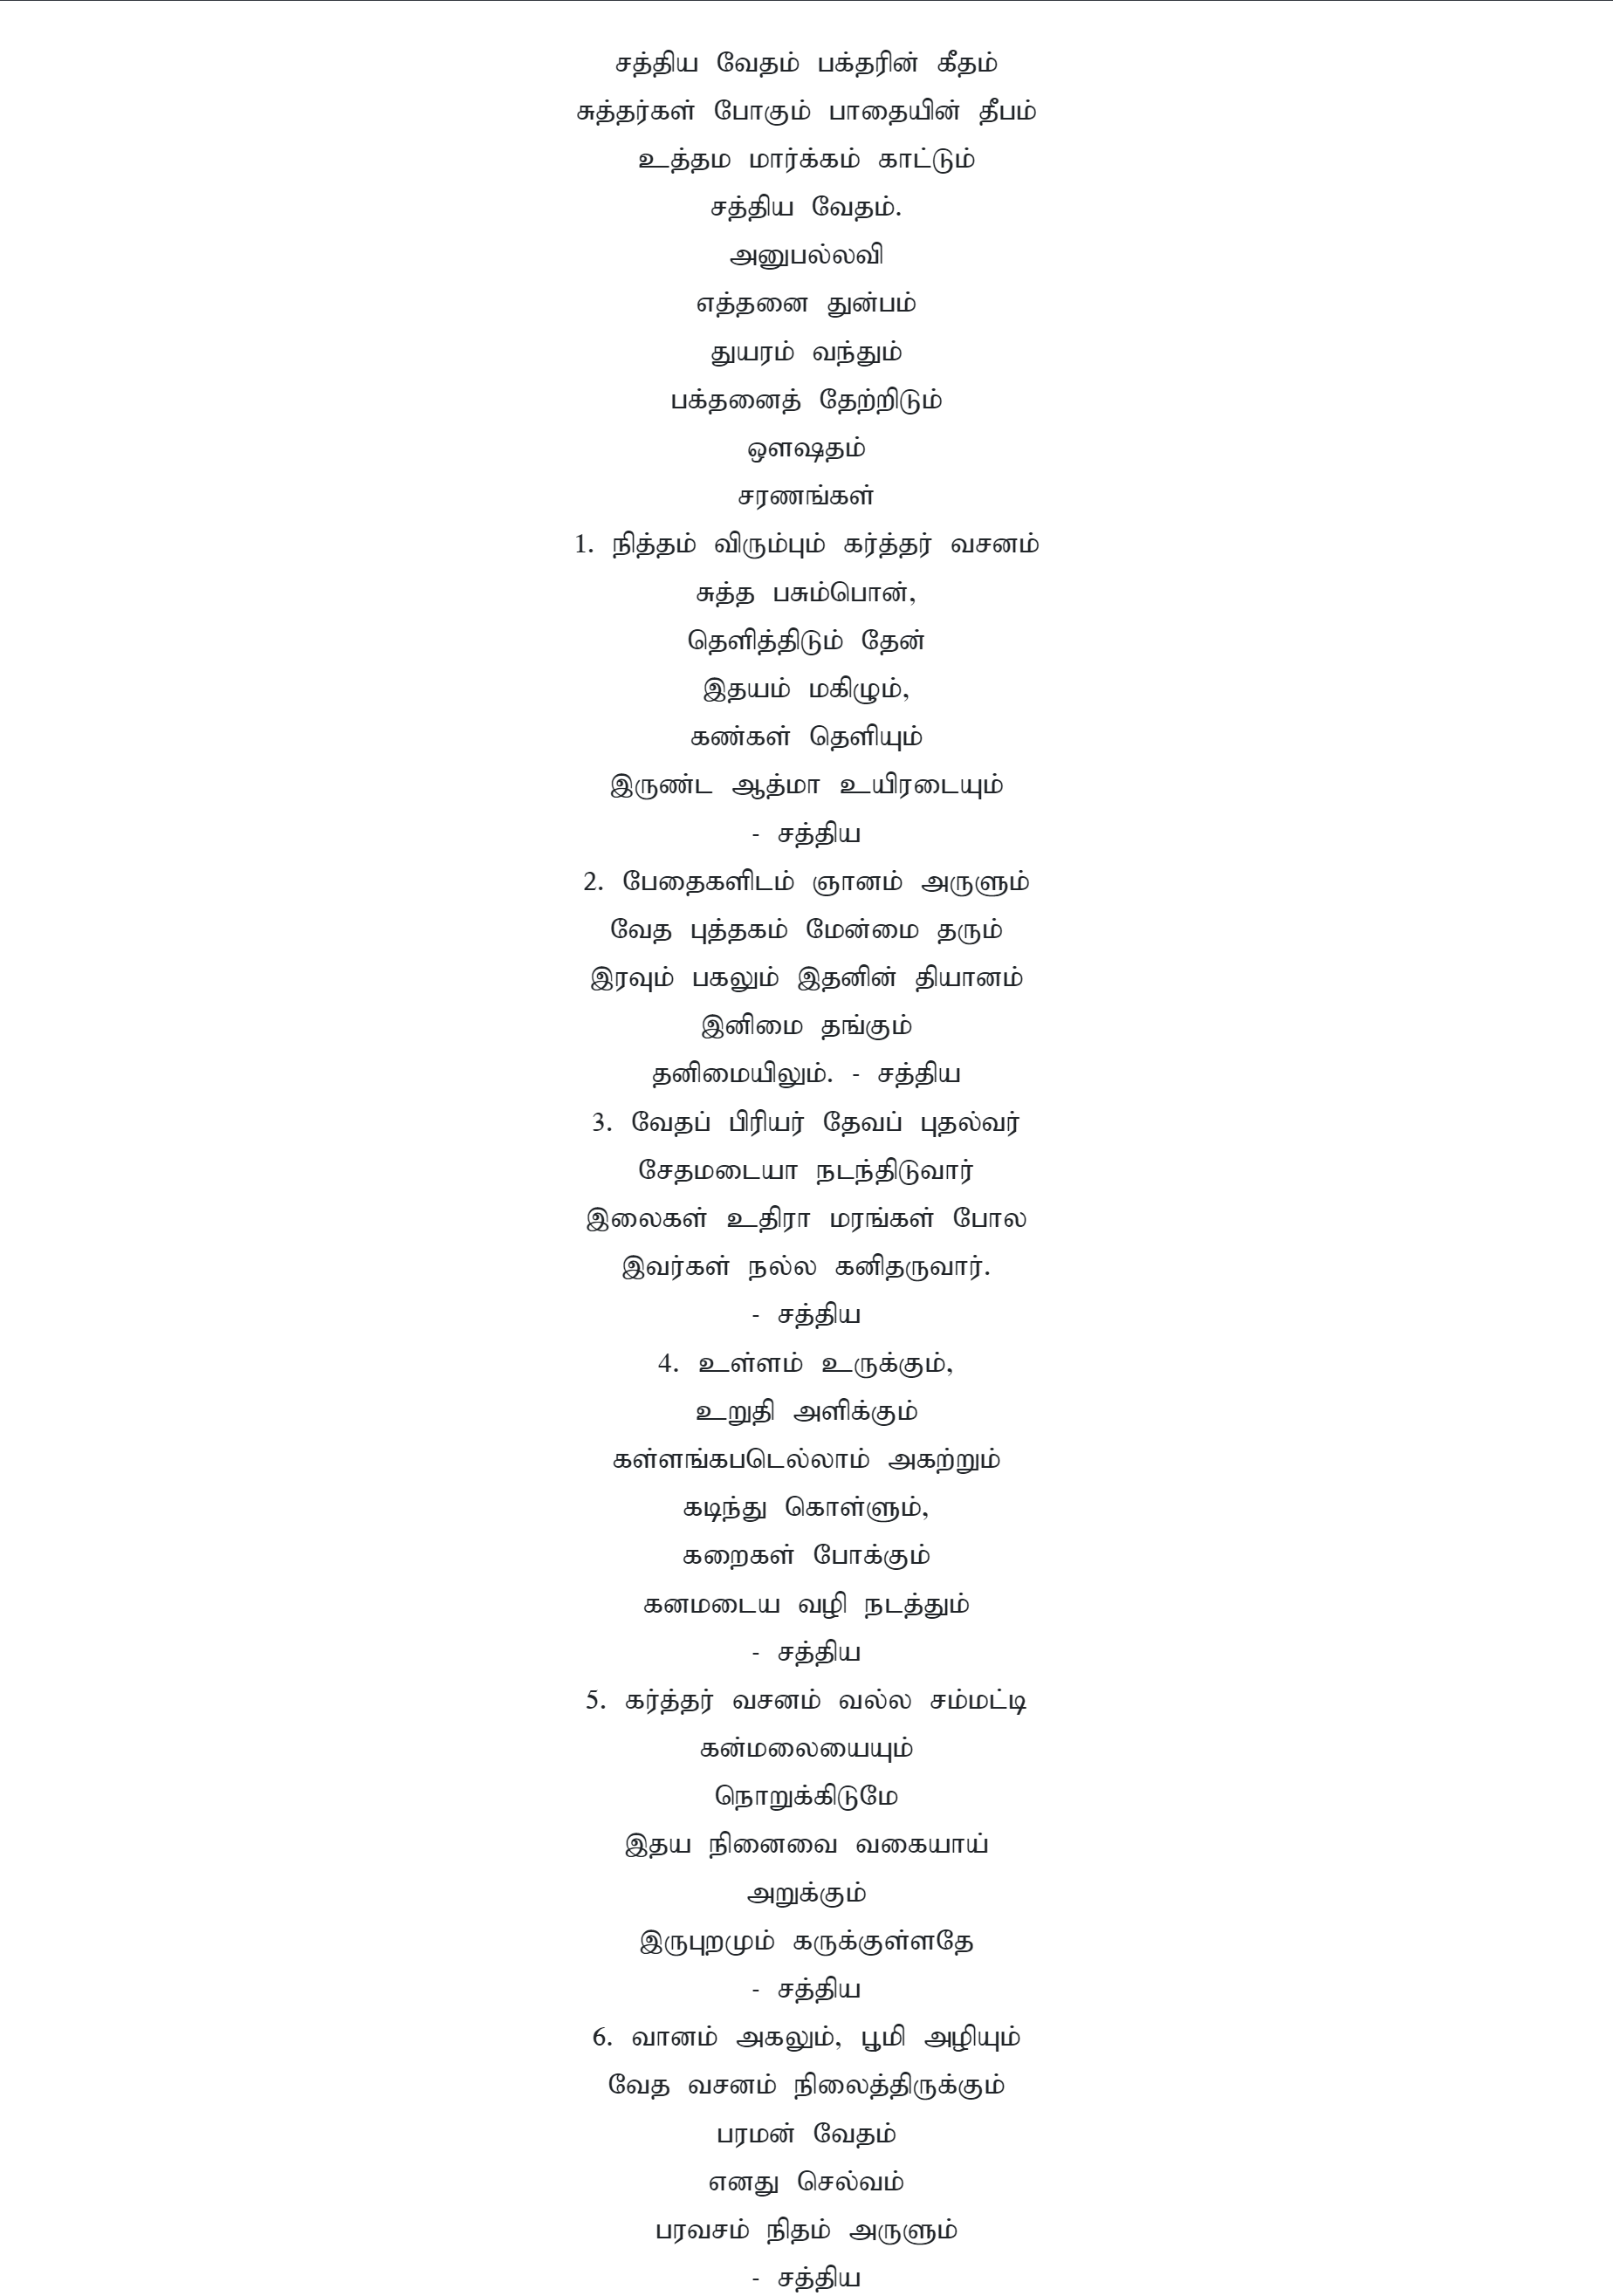 சத்திய வேதம் பக்தரின் கீதம்
சுத்தர்கள் போகும் பாதையின் தீபம்
உத்தம மார்க்கம் காட்டும்
சத்திய வேதம்.
அனுபல்லவி
எத்தனை துன்பம்
துயரம் வந்தும்
பக்தனைத் தேற்றிடும்
ஔஷதம்
சரணங்கள்
1. நித்தம் விரும்பும் கர்த்தர் வசனம்
சுத்த பசும்பொன்,
தெளித்திடும் தேன்
இதயம் மகிழும்,
கண்கள் தெளியும்
இருண்ட ஆத்மா உயிரடையும்
- சத்திய
2. பேதைகளிடம் ஞானம் அருளும்
வேத புத்தகம் மேன்மை தரும்
இரவும் பகலும் இதனின் தியானம்
இனிமை தங்கும்
தனிமையிலும். - சத்திய
3. வேதப் பிரியர் தேவப் புதல்வர்
சேதமடையா நடந்திடுவார்
இலைகள் உதிரா மரங்கள் போல
இவர்கள் நல்ல கனிதருவார்.
- சத்திய
4. உள்ளம் உருக்கும்,
உறுதி அளிக்கும்
கள்ளங்கபடெல்லாம் அகற்றும்
கடிந்து கொள்ளும்,
கறைகள் போக்கும்
கனமடைய வழி நடத்தும்
- சத்திய
5. கர்த்தர் வசனம் வல்ல சம்மட்டி
கன்மலையையும்
நொறுக்கிடுமே
இதய நினைவை வகையாய்
அறுக்கும்
இருபுறமும் கருக்குள்ளதே
- சத்திய
6. வானம் அகலும், பூமி அழியும்
வேத வசனம் நிலைத்திருக்கும்
பரமன் வேதம்
எனது செல்வம்
பரவசம் நிதம் அருளும்
- சத்திய